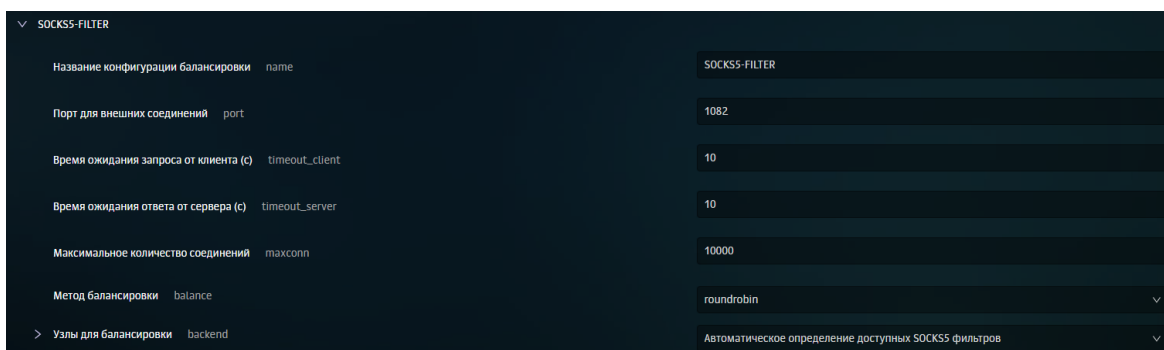 SOCKS5-FILTER
Название конфигурации балансировки name SOCKS5-FILTER
Порт для внешних соединений port 1082
Время ожидания запроса от клиента (с) timeout_client 10
Время ожидания ответа от сервера (с) timeout_server 10
Максимальное количество соединений maxconn 10000
Метод балансировки balance roundrobin
Узлы для балансировки backend Автоматическое определение доступных SOCKS5 фильтров